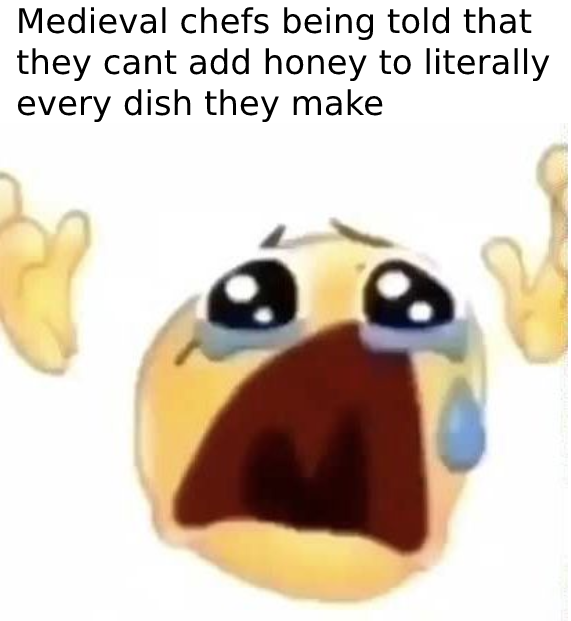 Medieval chefs being told that
they cant add honey to literally
every dish they make